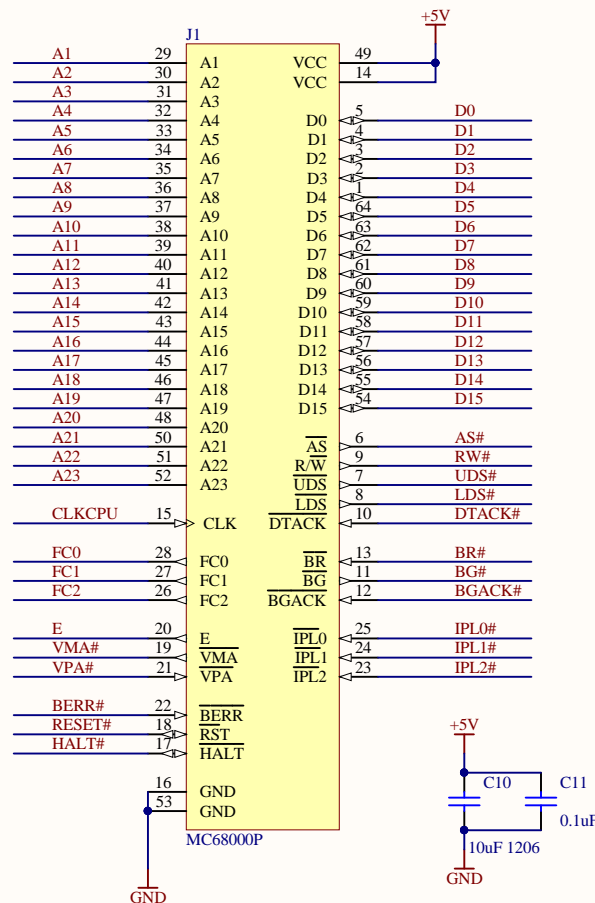 +5V
J1
A1 29 A1 VCC 49
A2 30 A2 VCC 14
A3 31 A3
A4 32 A4 D0 5 D0
A5 33 A5 D1 4 D1
A6 34 A6 D2 3 D2
A7 35 A7 D3 2 D3
A8 36 A8 D4 1 D4
A9 37 A9 D5 64 D5
A10 38 A10 D6 63 D6
A11 39 A11 D7 62 D7
A12 40 A12 D8 61 D8
A13 41 A13 D9 60 D9
A14 42 A14 D10 59 D10
A15 43 A15 D11 58 D11
A16 44 A16 D12 57 D12
A17 45 A17 D13 56 D13
A18 46 A18 D14 55 D14
A19 47 A19 D15 54 D15
A20 48 A20
A21 50 A21 AS 6 AS#
A22 51 A22 R/W 9 RW#
A23 52 A23 UDS 7 UDS#
LDS 8 LDS#
CLKCPU 15 CLK DTACK 10 DTACK#
FC0 28 FC0 BR 13 BR#
FC1 27 FC1 BG 11 BG#
FC2 26 FC2 BGACK 12 BGACK#
E 20 E IPL0 25 IPL0#
VMA# 19 VMA IPL1 24 IPL1#
VPA# 21 VPA IPL2 23 IPL2#
BERR# 22 BERR
RESET# 18 RST
HALT# 17 HALT
16 GND
53 GND
MC68000P
GND
+5V
C10 C11
0.1uF
10uF 1206
GND